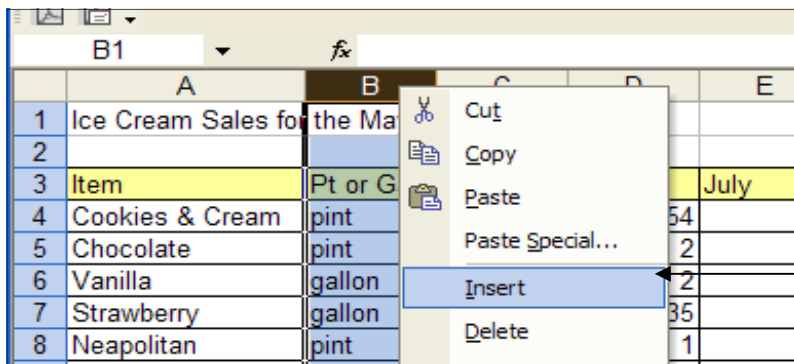 B1 fx
A B C D E
1 Ice Cream Sales for the Ma
2
3 Item Pt or G July
4 Cookies & Cream pint 54
5 Chocolate pint 2
6 Vanilla gallon 2
7 Strawberry gallon 35
8 Neapolitan pint 1
Cut
Copy
Paste
Paste Special...
Insert
Delete